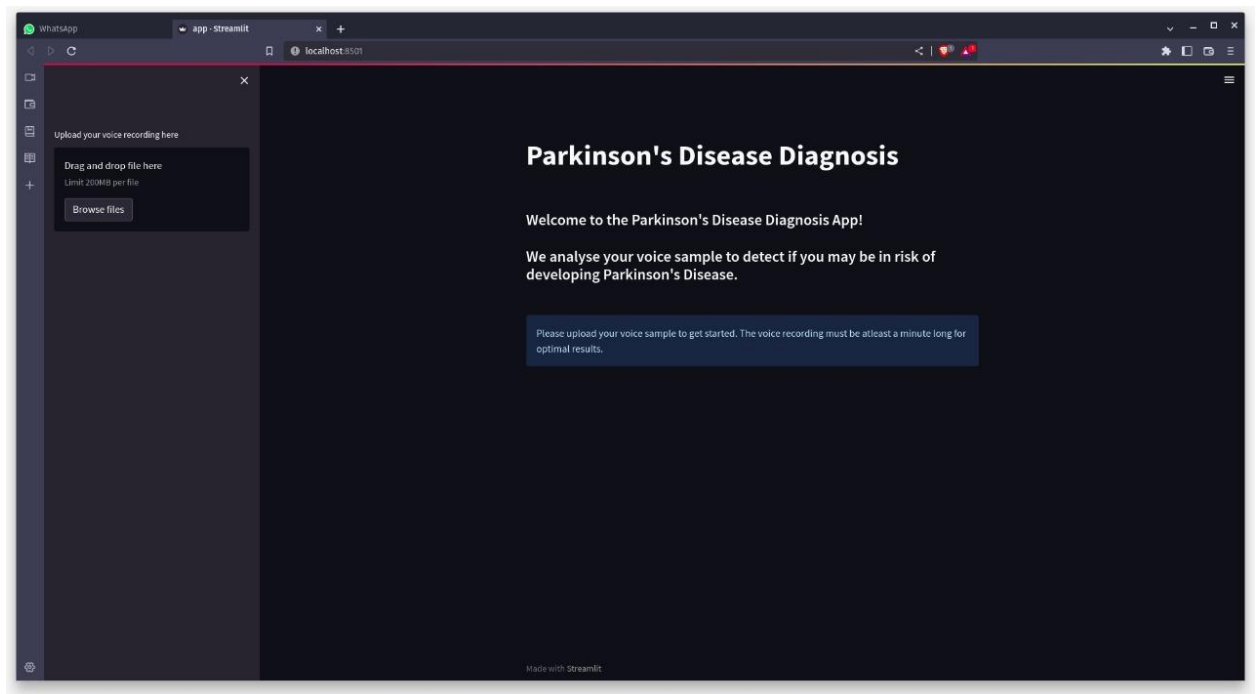 WhatsApp
app · Streamlit
localhost:8501
Upload your voice recording here
Drag and drop file here
Limit 200MB per file
Browse files
Parkinson's Disease Diagnosis
Welcome to the Parkinson's Disease Diagnosis App!
We analyse your voice sample to detect if you may be in risk of
developing Parkinson's Disease.
Please upload your voice sample to get started. The voice recording must be atleast a minute long for
optimal results.
Made with Streamlit